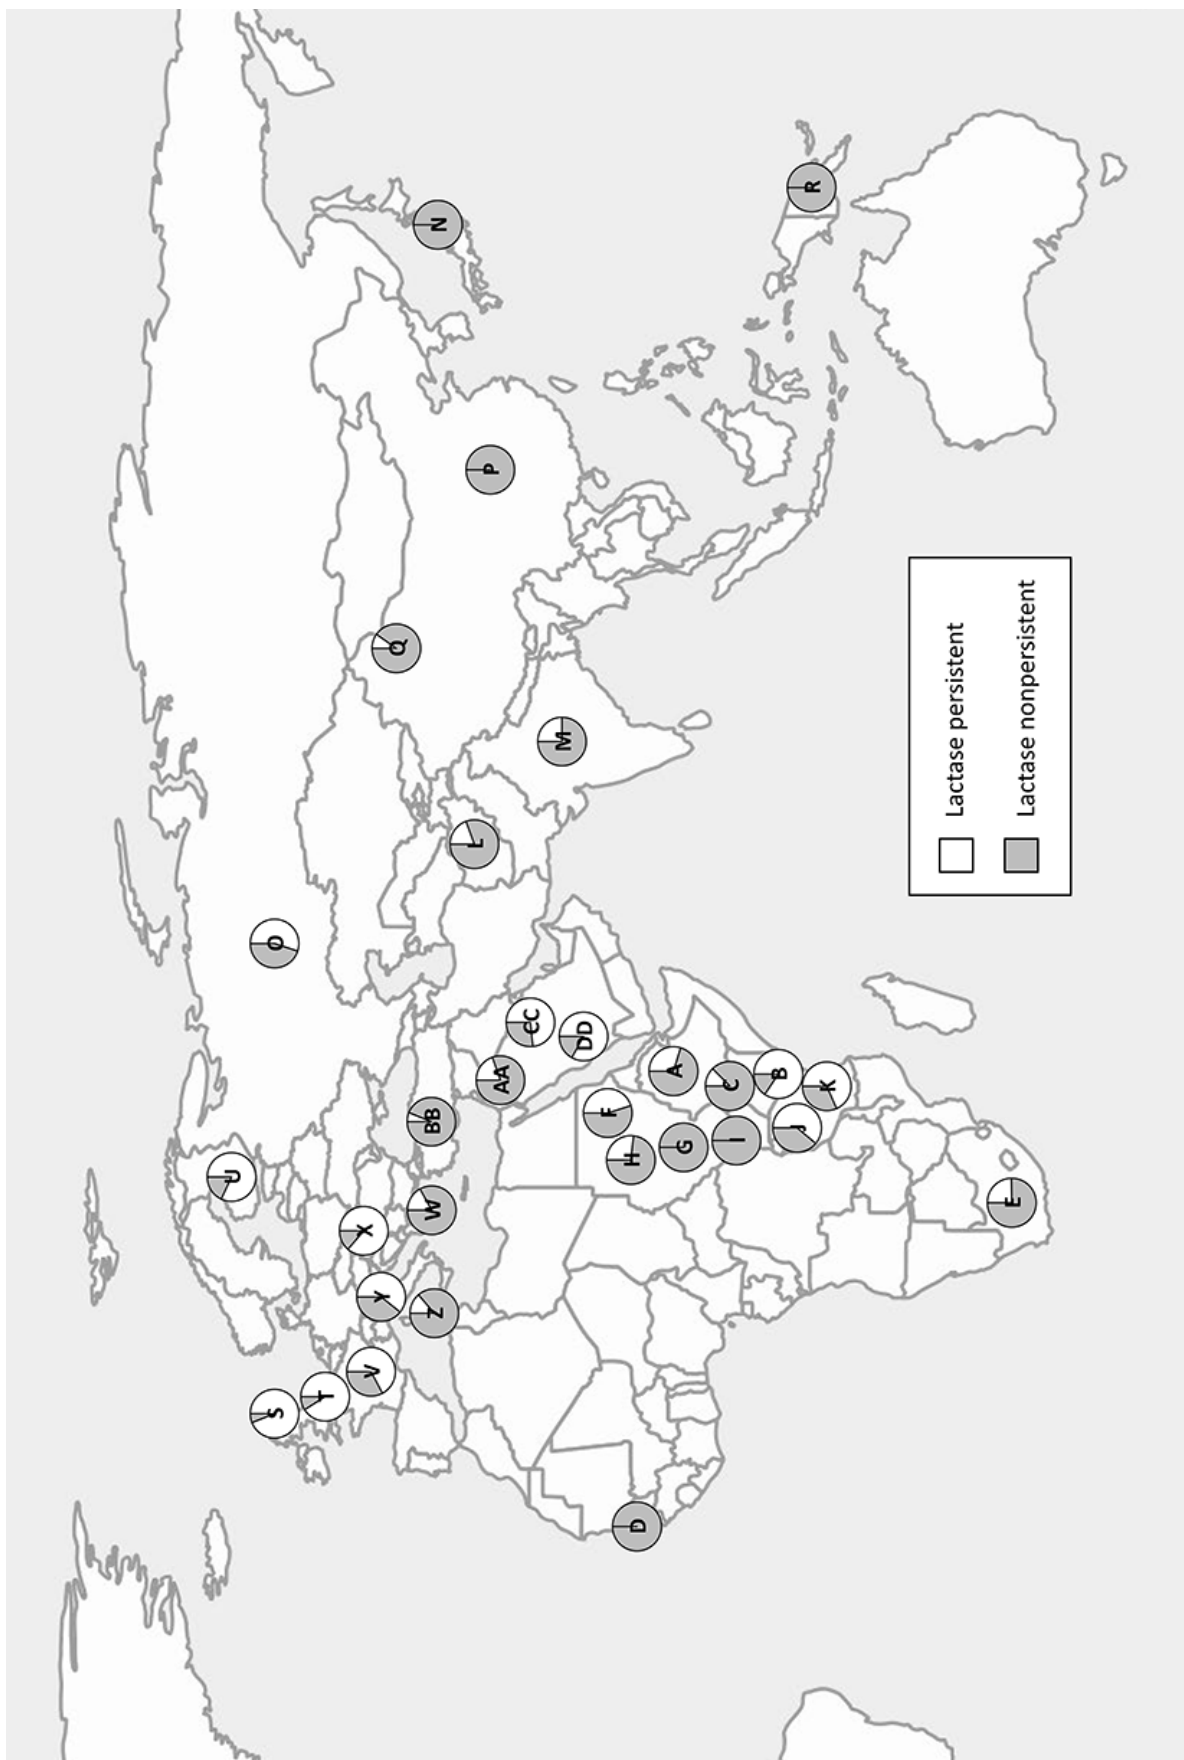 U
S
O
T
X
V
Y
Q
Z
W
BB
N
L
P
AA
CC
M
DD
F
H
D
A
G
I
C
B
J
R
K
E
Lactase persistent
Lactase nonpersistent